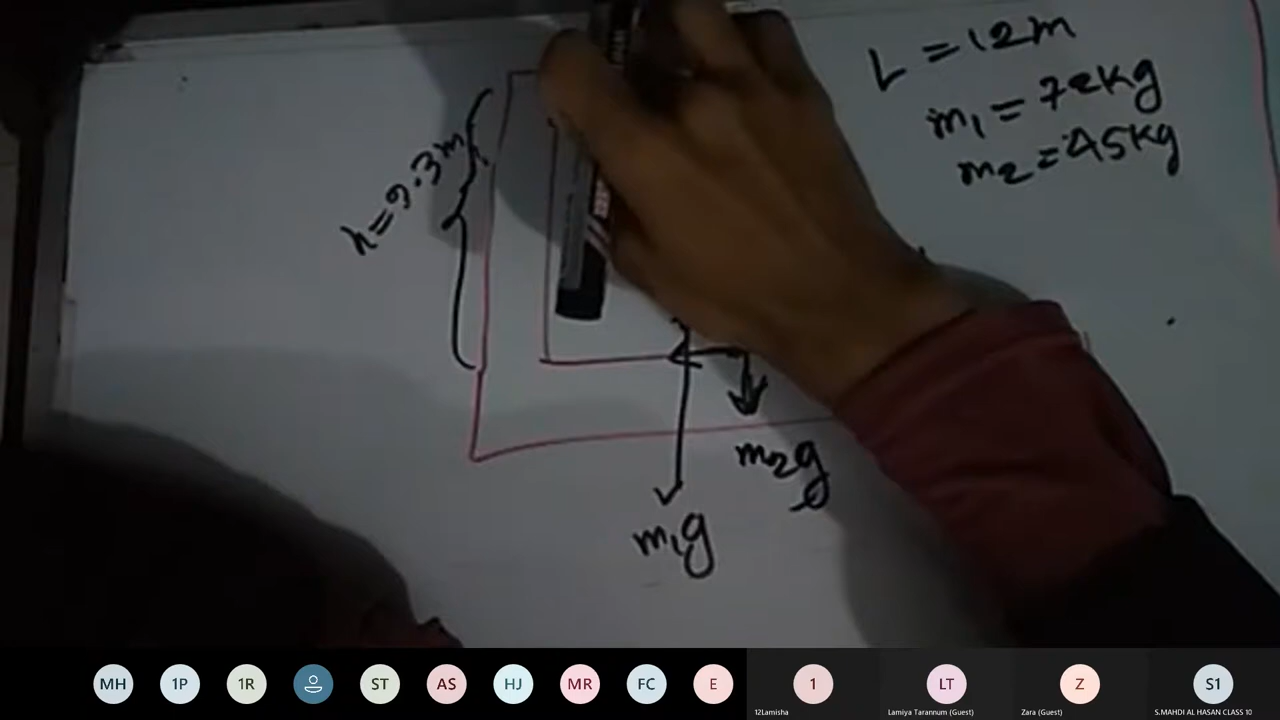 L = 12m
m1 = 72kg
m2 = 45kg
h = 9.3m
m2g
m1g
MH
1P
1R
ST
AS
HJ
MR
FC
E
1
LT
Z
S1
12Lamisha
Lamiya Tarannum (Guest)
Zara (Guest)
S.MAHDI AL HASAN CLASS 10